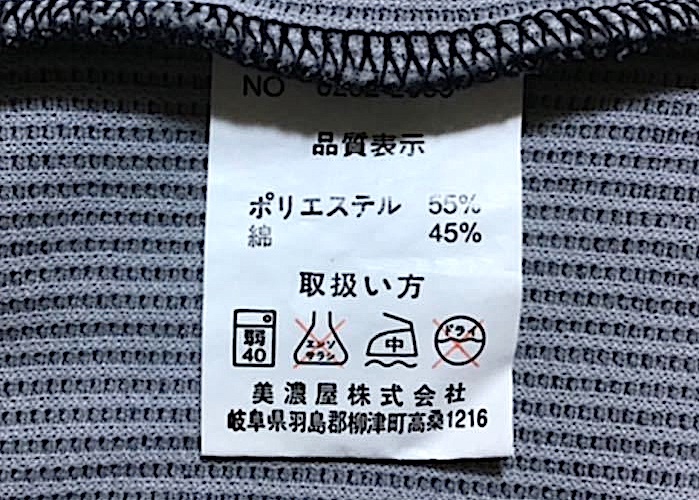 NO
品質表示
ポリエステル 55%
綿 45%
取扱い方
弱 40 エンソ サラシ 中 ドライ
美濃屋株式会社
岐阜県羽島郡柳津町高桑1216